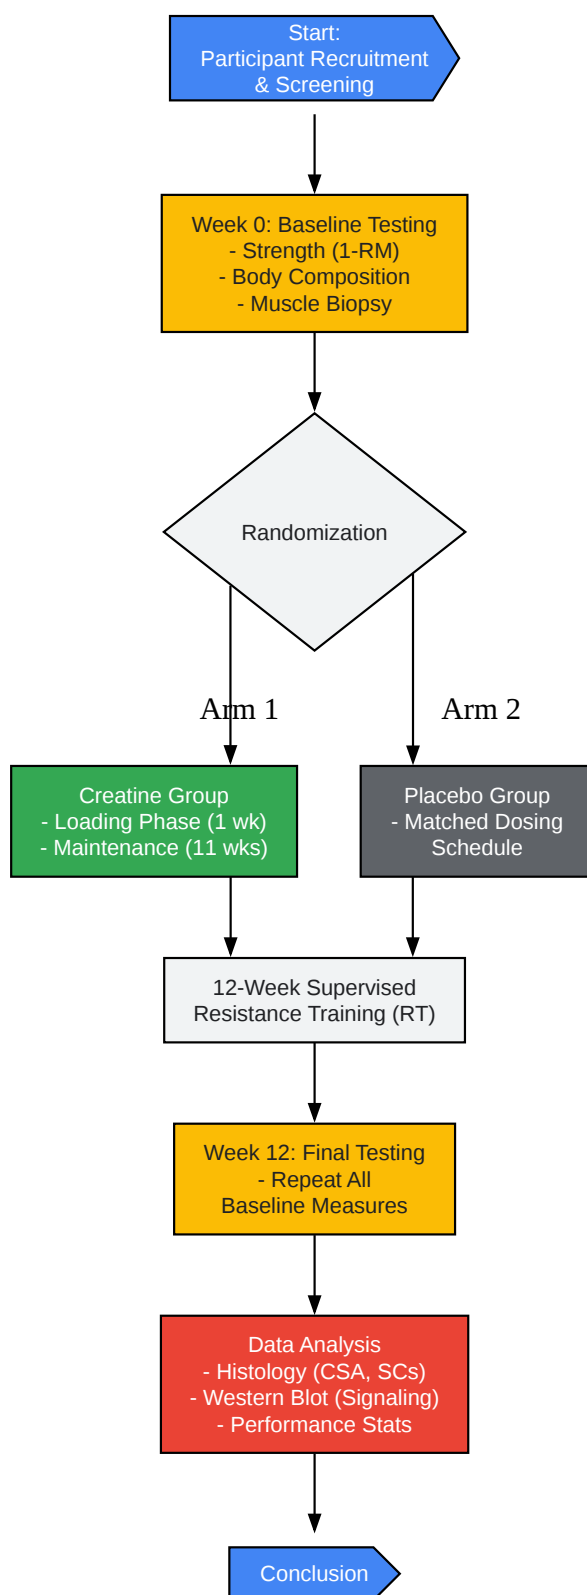 Start:
Participant Recruitment
& Screening
Week 0: Baseline Testing
- Strength (1-RM)
- Body Composition
- Muscle Biopsy
Randomization
Arm 1
Arm 2
Creatine Group
- Loading Phase (1 wk)
- Maintenance (11 wks)
Placebo Group
- Matched Dosing
Schedule
12-Week Supervised
Resistance Training (RT)
Week 12: Final Testing
- Repeat All
Baseline Measures
Data Analysis
- Histology (CSA, SCs)
- Western Blot (Signaling)
- Performance Stats
Conclusion